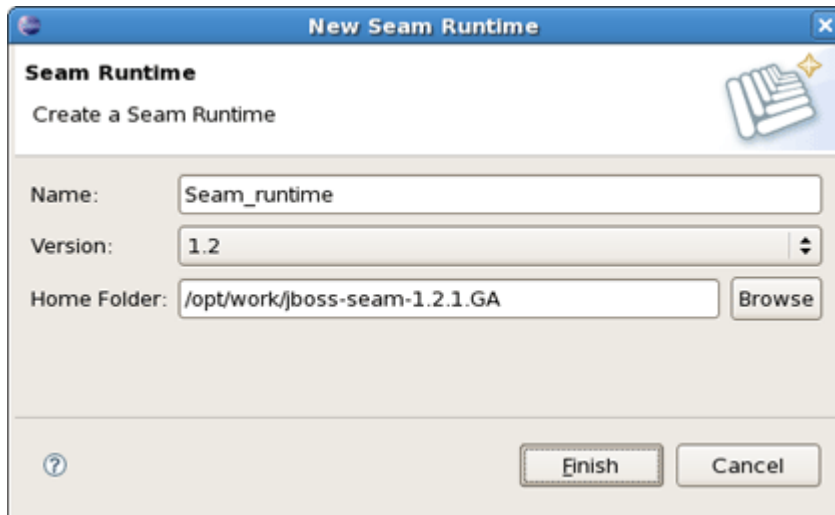 New Seam Runtime
Seam Runtime
Create a Seam Runtime
Name: Seam_runtime
Version: 1.2
Home Folder: /opt/work/jboss-seam-1.2.1.GA Browse
? Finish Cancel